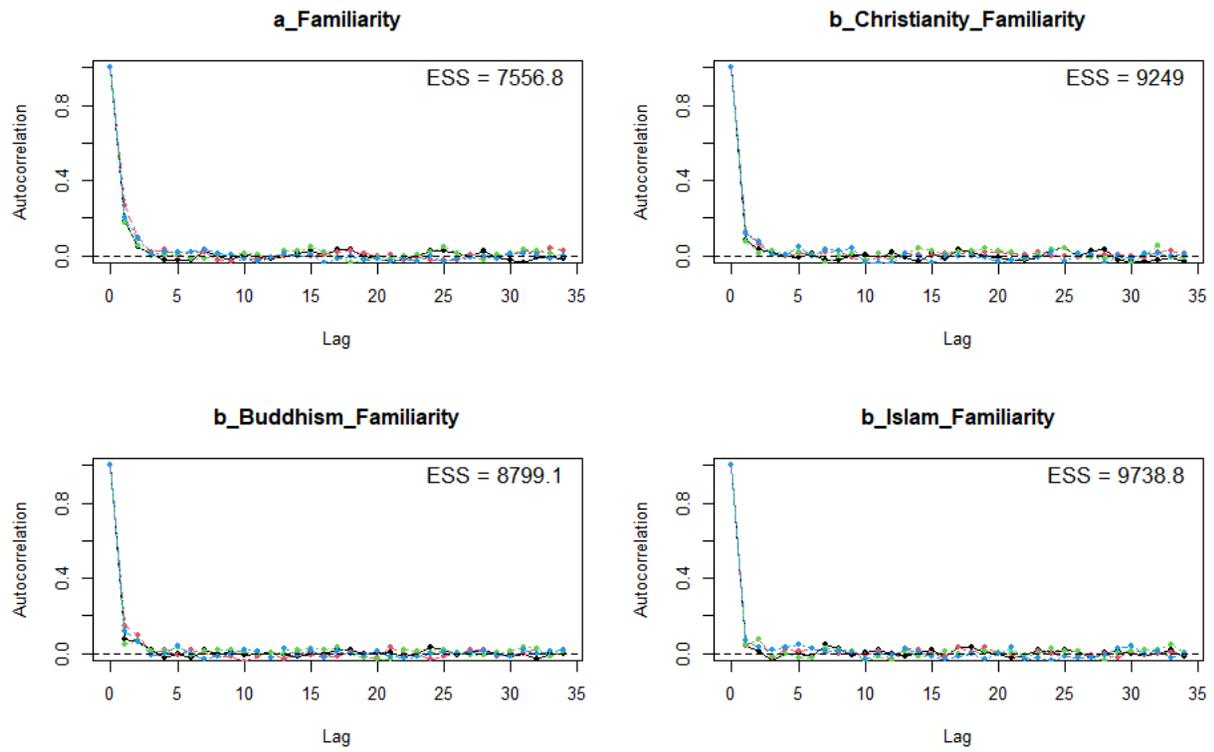 a_Familiarity
ESS = 7556.8
Autocorrelation
0.8
0.4
0.0
0 5 10 15 20 25 30 35
Lag
b_Christianity_Familiarity
ESS = 9249
Autocorrelation
0.8
0.4
0.0
0 5 10 15 20 25 30 35
Lag
b_Buddhism_Familiarity
ESS = 8799.1
Autocorrelation
0.8
0.4
0.0
0 5 10 15 20 25 30 35
Lag
b_Islam_Familiarity
ESS = 9738.8
Autocorrelation
0.8
0.4
0.0
0 5 10 15 20 25 30 35
Lag